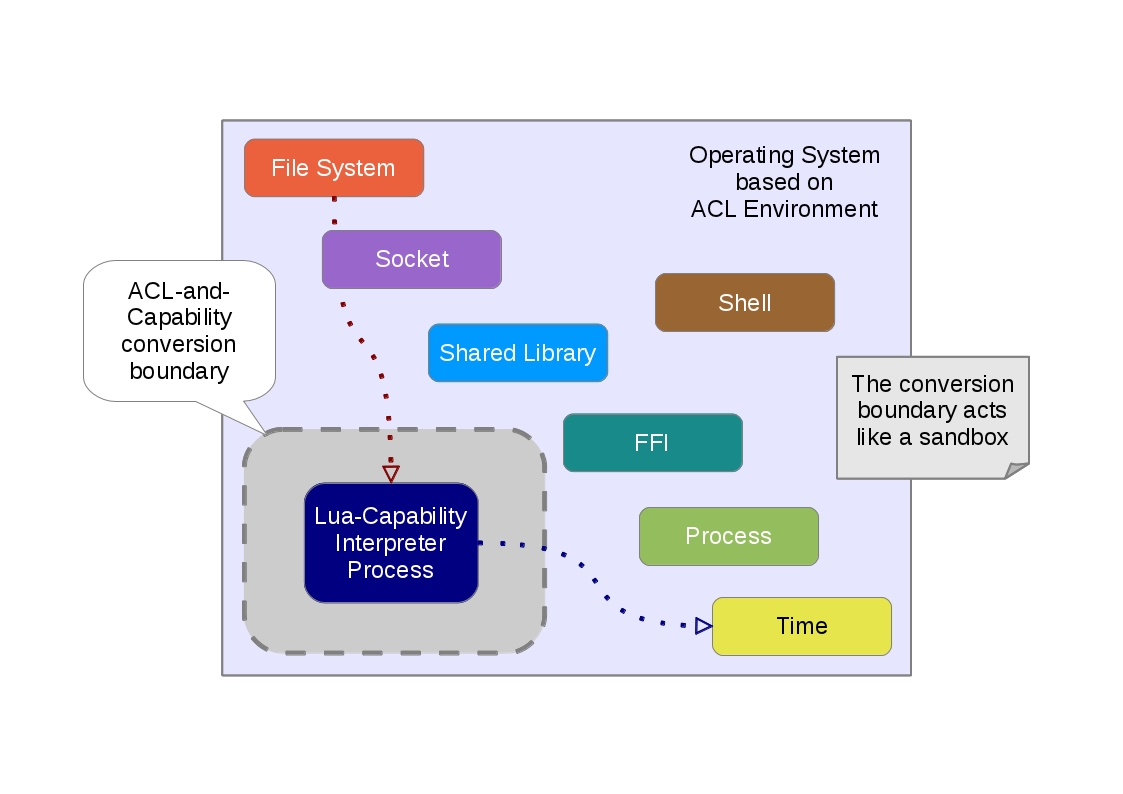 File System
Operating System
based on
ACL Environment
Socket
ACL-and-
Capability
conversion
boundary
Shell
Shared Library
The conversion
boundary acts
like a sandbox
FFI
Lua-Capability
Interpreter
Process
Process
Time